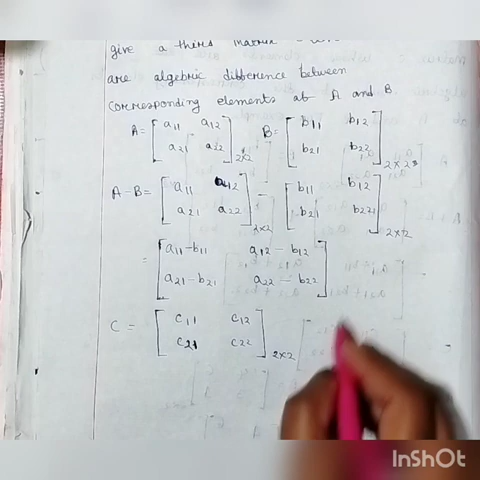 give a third matrix
are algebric difference between
corresponding elements of A and B
A = [ a11 a12 B = [ b11 b12
a21 a22 ] 2x2 b21 b22 ] 2x2
A - B = [ a11 a12 - [ b11 b12
a21 a22 ] 2x2 b21 b22 ] 2x2
= [ a11 - b11 a12 - b12
a21 - b21 a22 - b22 ]
C = [ c11 c12
c21 c22 ] 2x2
InShOt